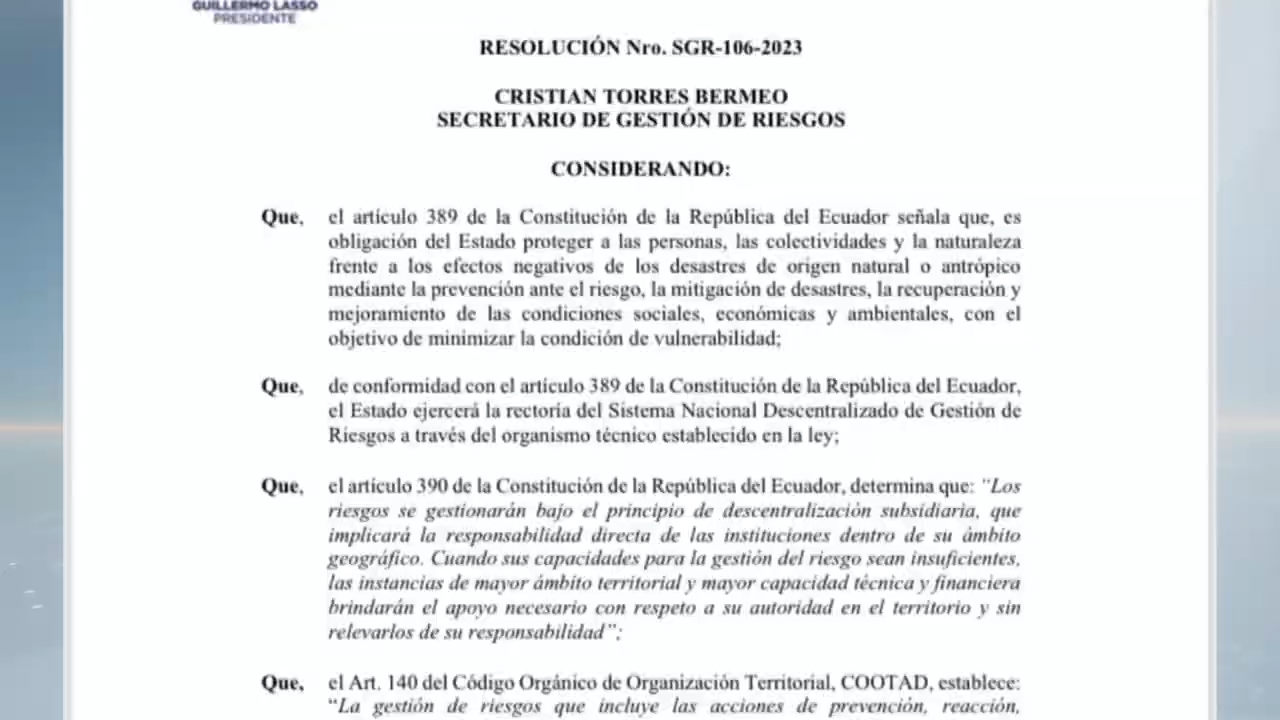 GUILLERMO LASSO
PRESIDENTE
RESOLUCIÓN Nro. SGR-106-2023
CRISTIAN TORRES BERMEO
SECRETARIO DE GESTIÓN DE RIESGOS
CONSIDERANDO:
Que, el artículo 389 de la Constitución de la República del Ecuador señala que, es
obligación del Estado proteger a las personas, las colectividades y la naturaleza
frente a los efectos negativos de los desastres de origen natural o antrópico
mediante la prevención ante el riesgo, la mitigación de desastres, la recuperación y
mejoramiento de las condiciones sociales, económicas y ambientales, con el
objetivo de minimizar la condición de vulnerabilidad;
Que, de conformidad con el artículo 389 de la Constitución de la República del Ecuador,
el Estado ejercerá la rectoría del Sistema Nacional Descentralizado de Gestión de
Riesgos a través del organismo técnico establecido en la ley;
Que, el artículo 390 de la Constitución de la República del Ecuador, determina que: “Los
riesgos se gestionarán bajo el principio de descentralización subsidiaria, que
implicará la responsabilidad directa de las instituciones dentro de su ámbito
geográfico. Cuando sus capacidades para la gestión del riesgo sean insuficientes,
las instancias de mayor ámbito territorial y mayor capacidad técnica y financiera
brindarán el apoyo necesario con respeto a su autoridad en el territorio y sin
relevarlos de su responsabilidad”;
Que, el Art. 140 del Código Orgánico de Organización Territorial, COOTAD, establece:
“La gestión de riesgos que incluye las acciones de prevención, reacción,